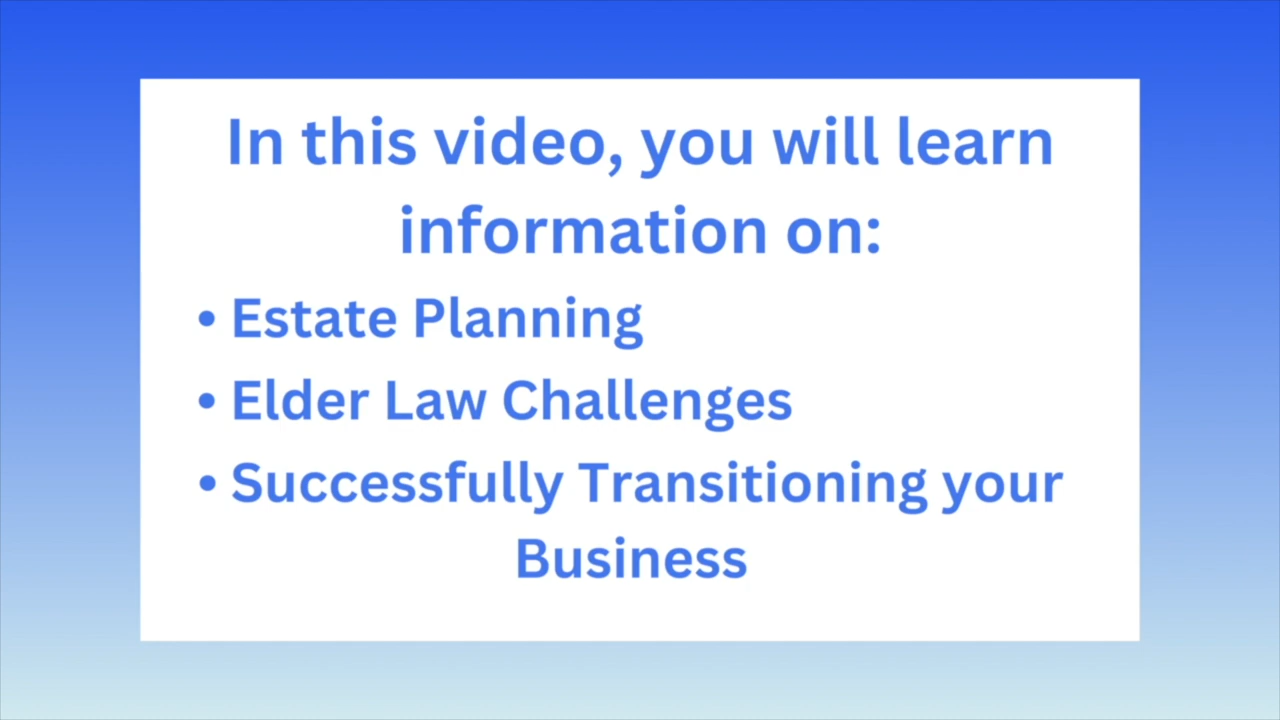 In this video, you will learn
information on:
• Estate Planning
• Elder Law Challenges
• Successfully Transitioning your
Business